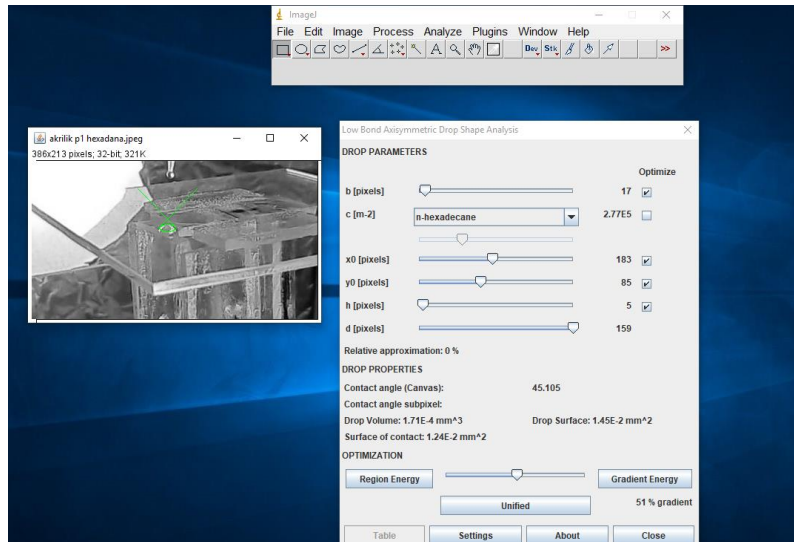 ImageJ
File Edit Image Process Analyze Plugins Window Help
A Dev Stk >>
akrilik p1 hexadana.jpeg
386x213 pixels; 32-bit; 321K
Low Bond Axisymmetric Drop Shape Analysis
DROP PARAMETERS
Optimize
b [pixels] 17
c [m-2] n-hexadecane 2.77E5
x0 [pixels] 183
y0 [pixels] 85
h [pixels] 5
d [pixels] 159
Relative approximation: 0 %
DROP PROPERTIES
Contact angle (Canvas): 45.105
Contact angle subpixel:
Drop Volume: 1.71E-4 mm^3 Drop Surface: 1.45E-2 mm^2
Surface of contact: 1.24E-2 mm^2
OPTIMIZATION
Region Energy Gradient Energy
Unified 51 % gradient
Table Settings About Close